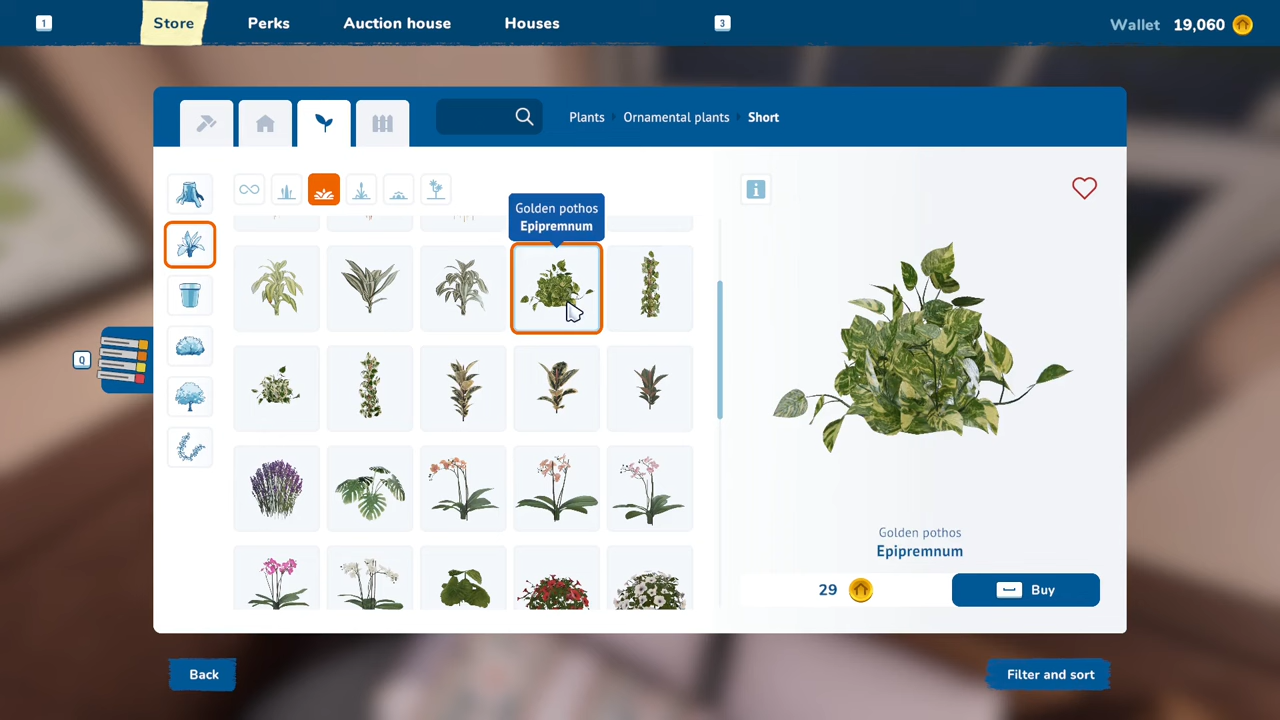 1
Store
Perks
Auction house
Houses
3
Wallet 19,060
Plants
Ornamental plants
Short
Golden pothos
Epipremnum
Q
Golden pothos
Epipremnum
29
Buy
Back
Filter and sort